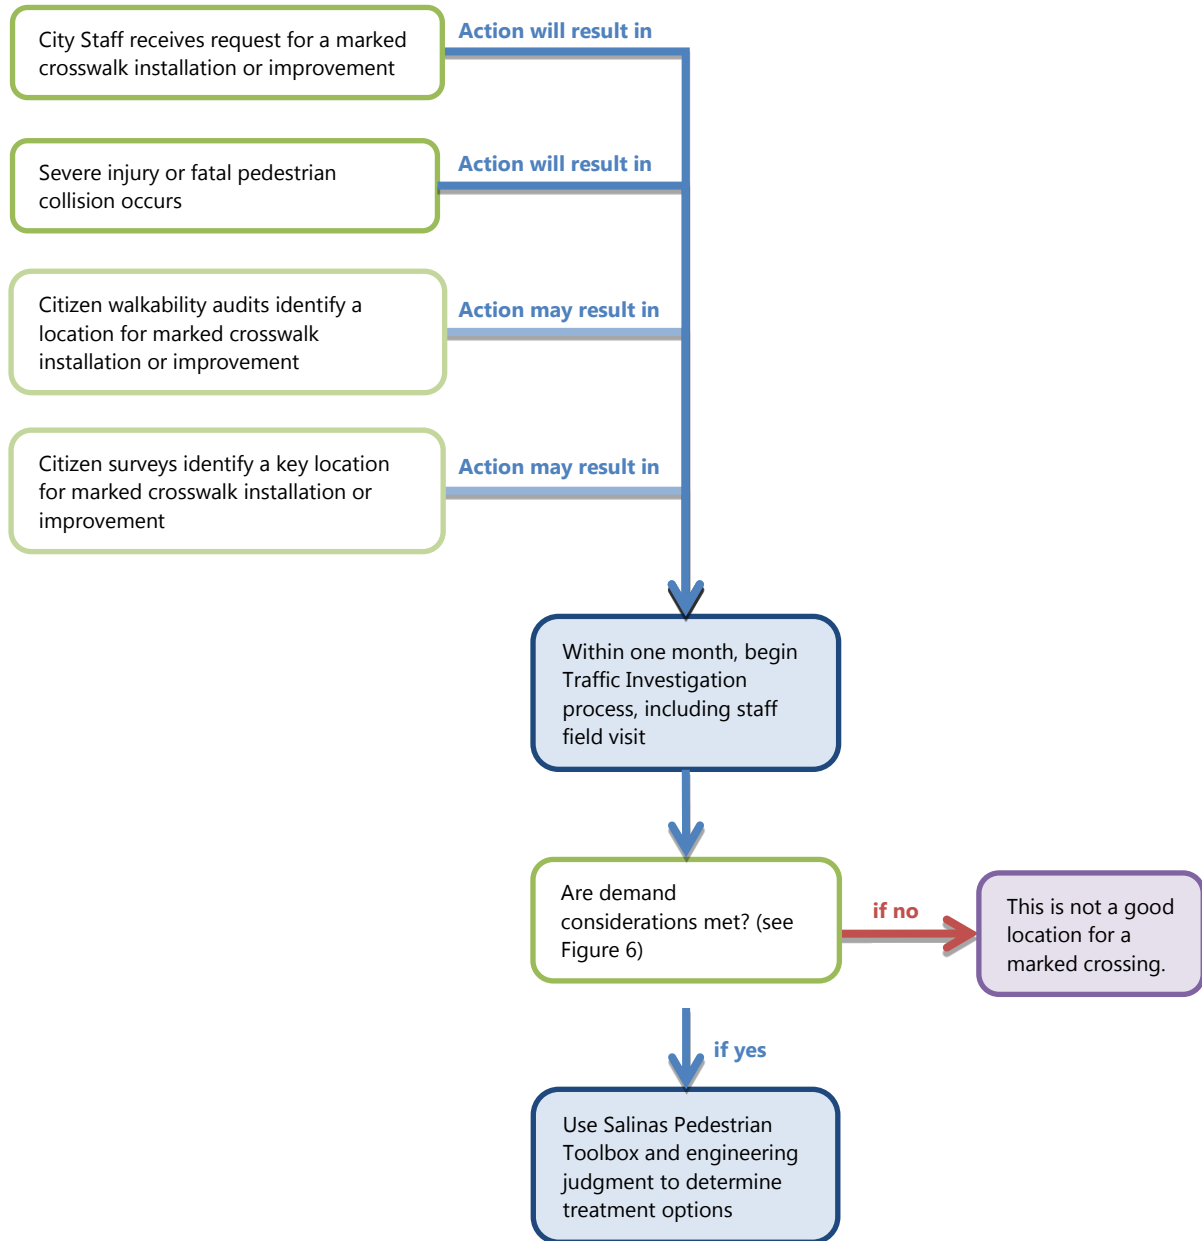 City Staff receives request for a marked
crosswalk installation or improvement
Action will result in
Severe injury or fatal pedestrian
collision occurs
Action will result in
Citizen walkability audits identify a
location for marked crosswalk
installation or improvement
Action may result in
Citizen surveys identify a key location
for marked crosswalk installation or
improvement
Action may result in
Within one month, begin
Traffic Investigation
process, including staff
field visit
Are demand
considerations met? (see
Figure 6)
if no
This is not a good
location for a
marked crossing.
if yes
Use Salinas Pedestrian
Toolbox and engineering
judgment to determine
treatment options